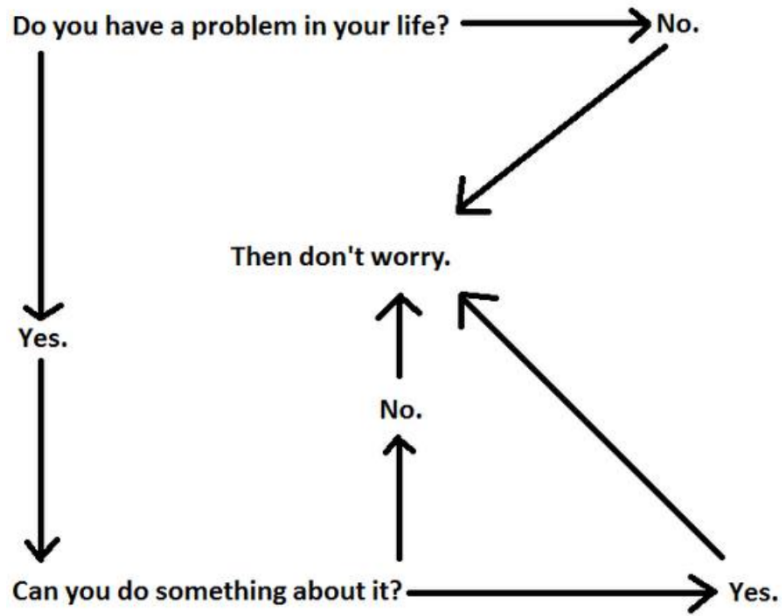 Do you have a problem in your life? No.
Then don't worry.
Yes.
No.
Can you do something about it? Yes.